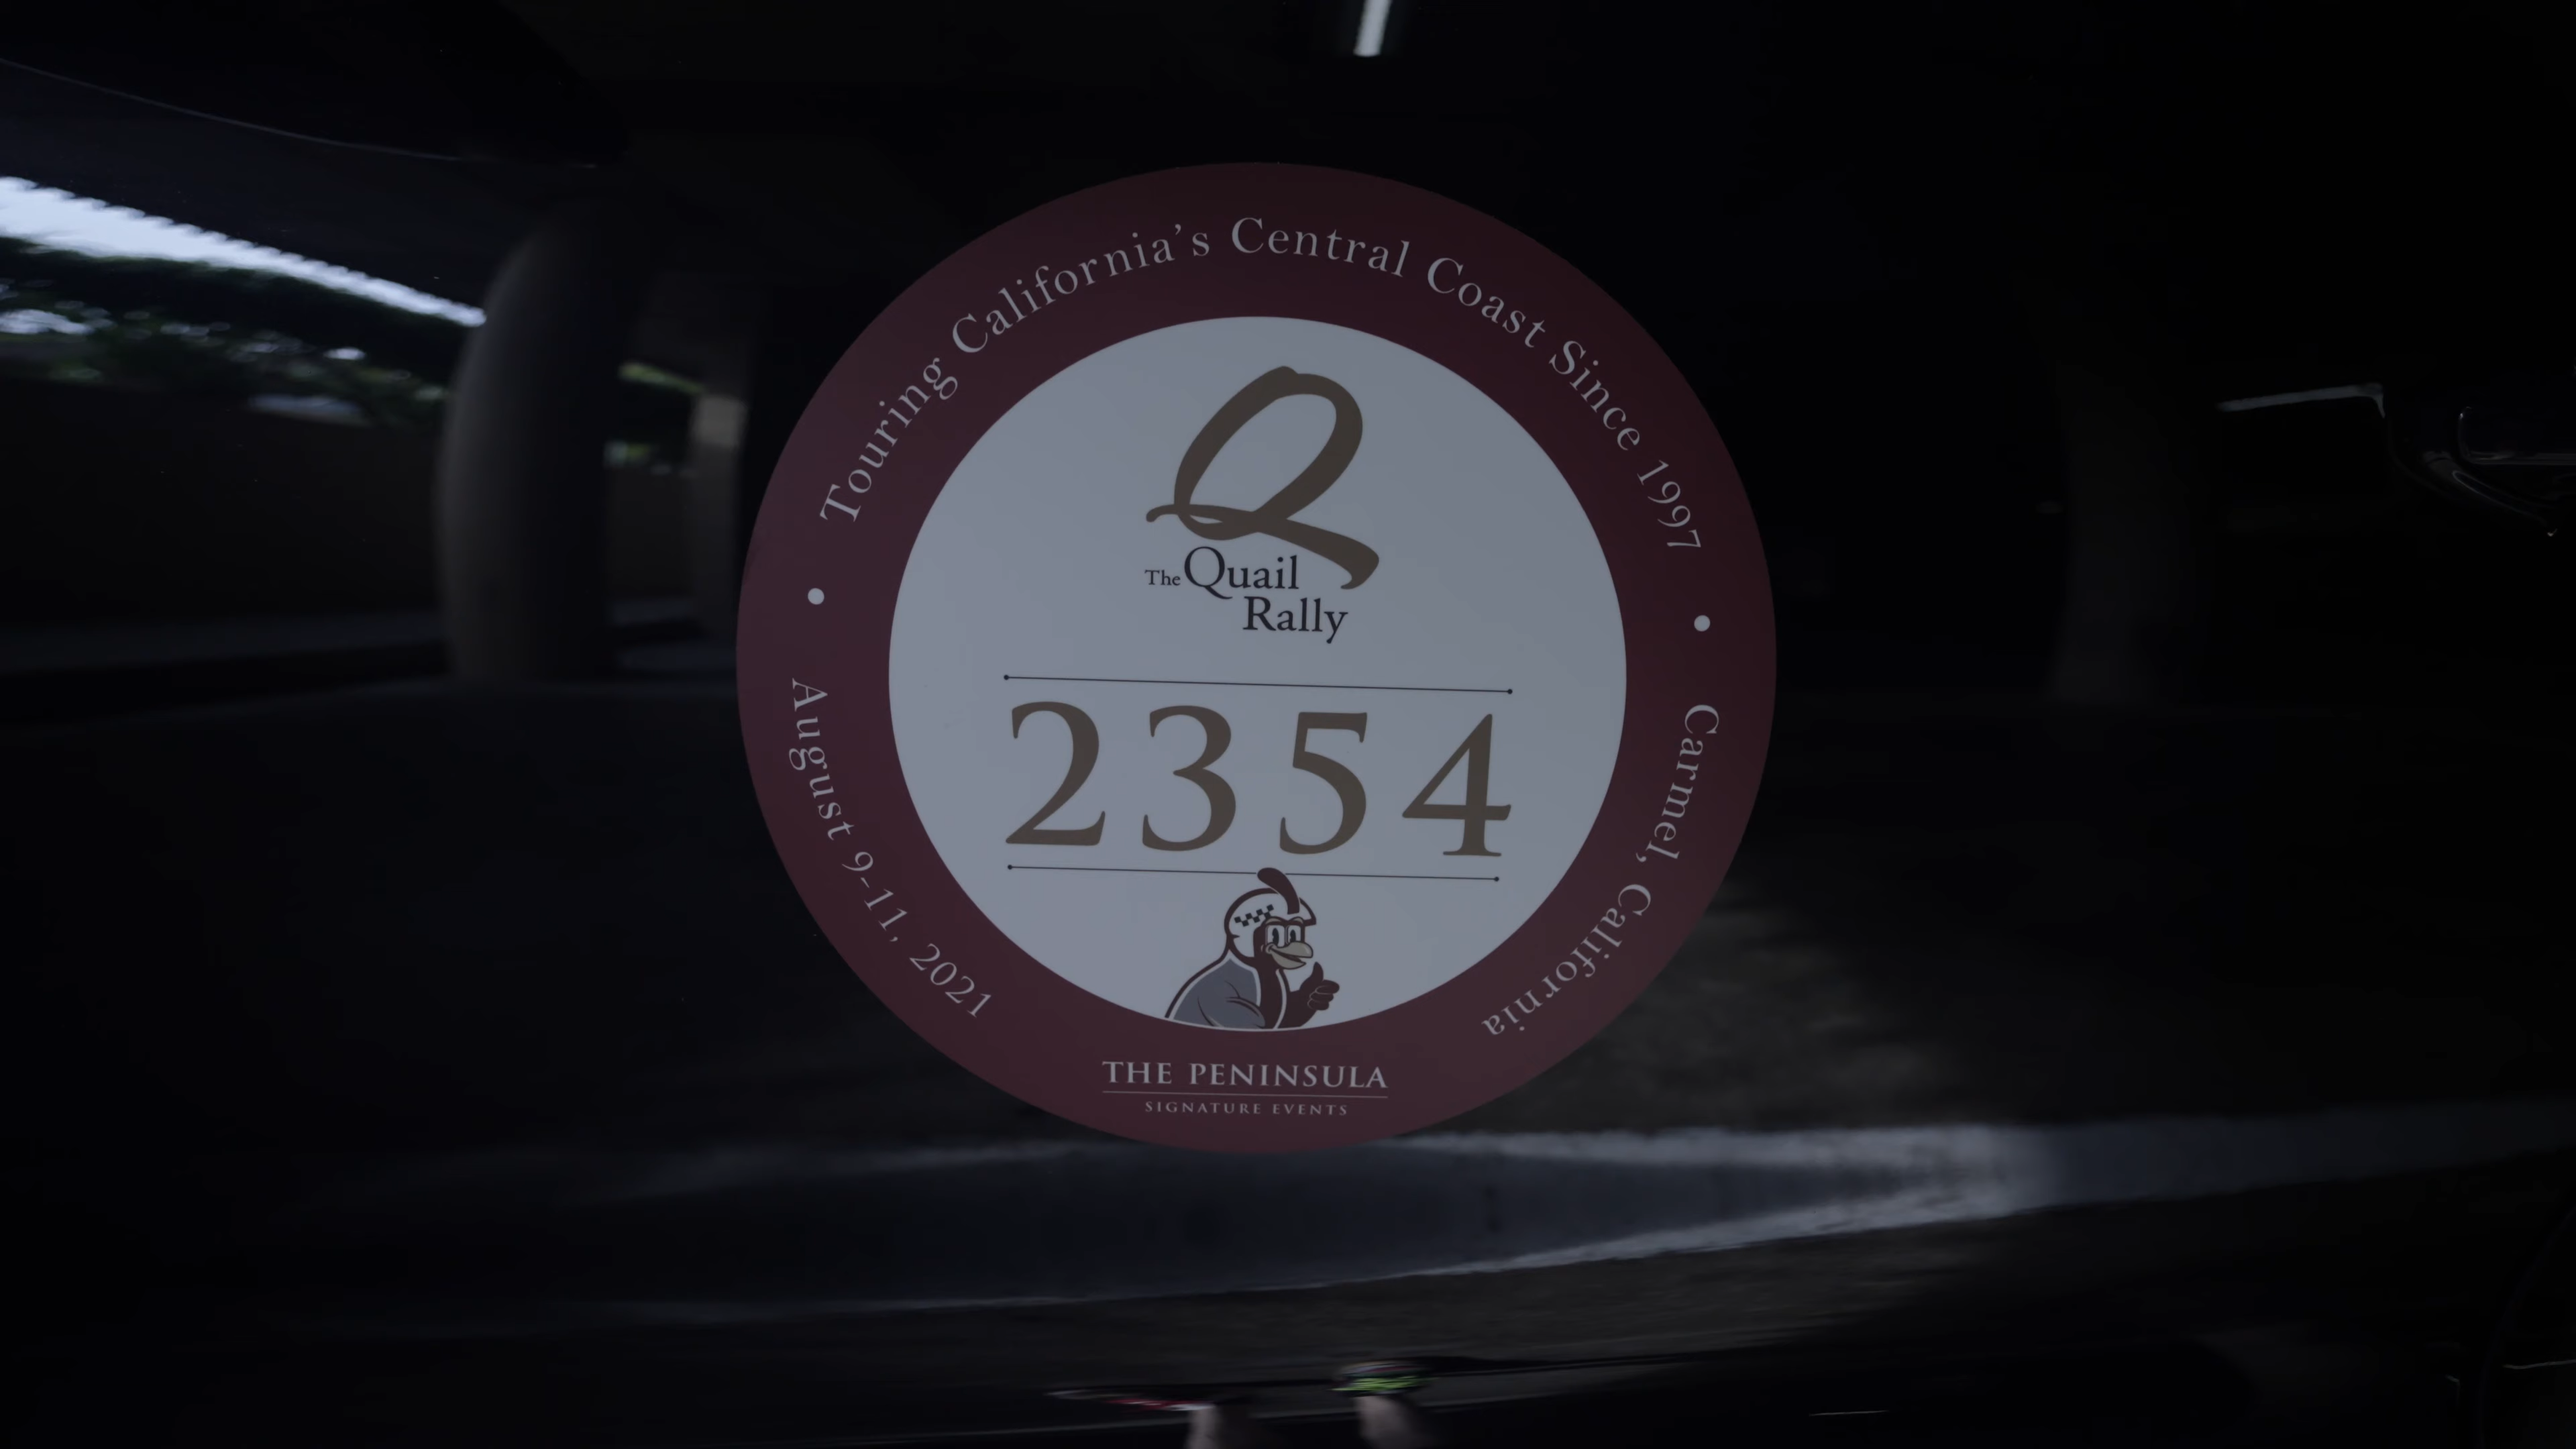 Touring California's Central Coast Since 1997
Q
The Quail
Rally
2354
August 9-11, 2021
Carmel, California
THE PENINSULA
SIGNATURE EVENTS